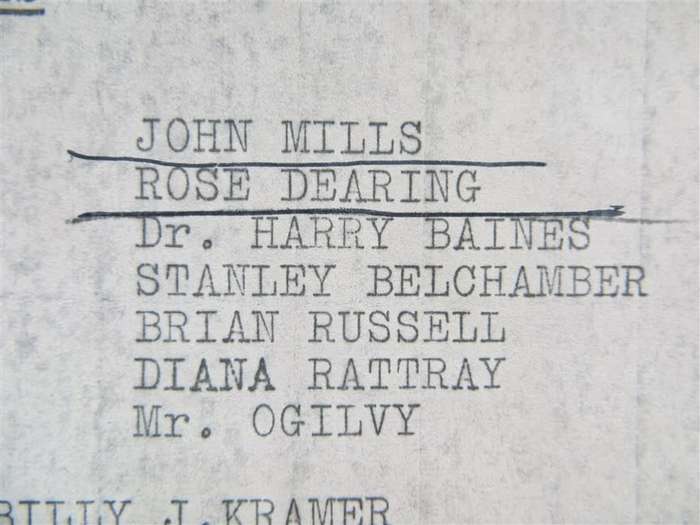 JOHN MILLS
ROSE DEARING
Dr. HARRY BAINES
STANLEY BELCHAMBER
BRIAN RUSSELL
DIANA RATTRAY
Mr. OGILVY
BILLY J.KRAMER